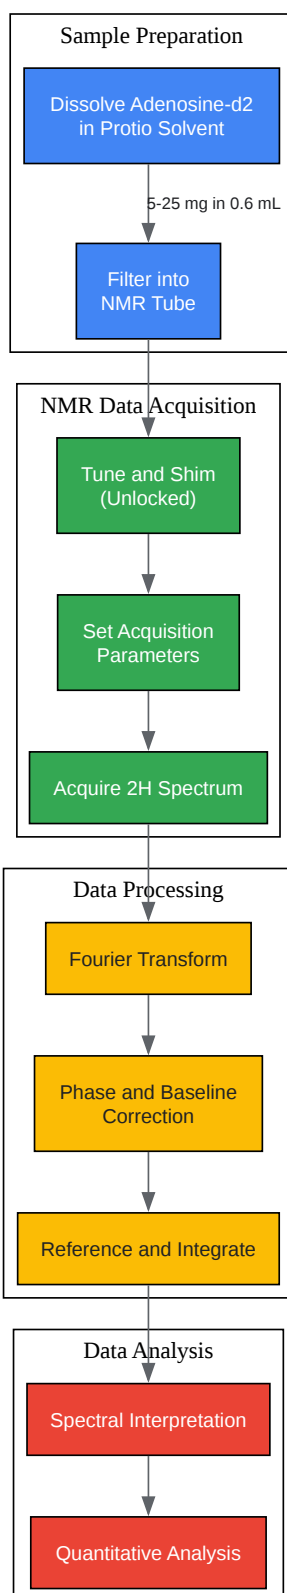 Sample Preparation
Dissolve Adenosine-d2
in Protio Solvent
5-25 mg in 0.6 mL
Filter into
NMR Tube
NMR Data Acquisition
Tune and Shim
(Unlocked)
Set Acquisition
Parameters
Acquire 2H Spectrum
Data Processing
Fourier Transform
Phase and Baseline
Correction
Reference and Integrate
Data Analysis
Spectral Interpretation
Quantitative Analysis